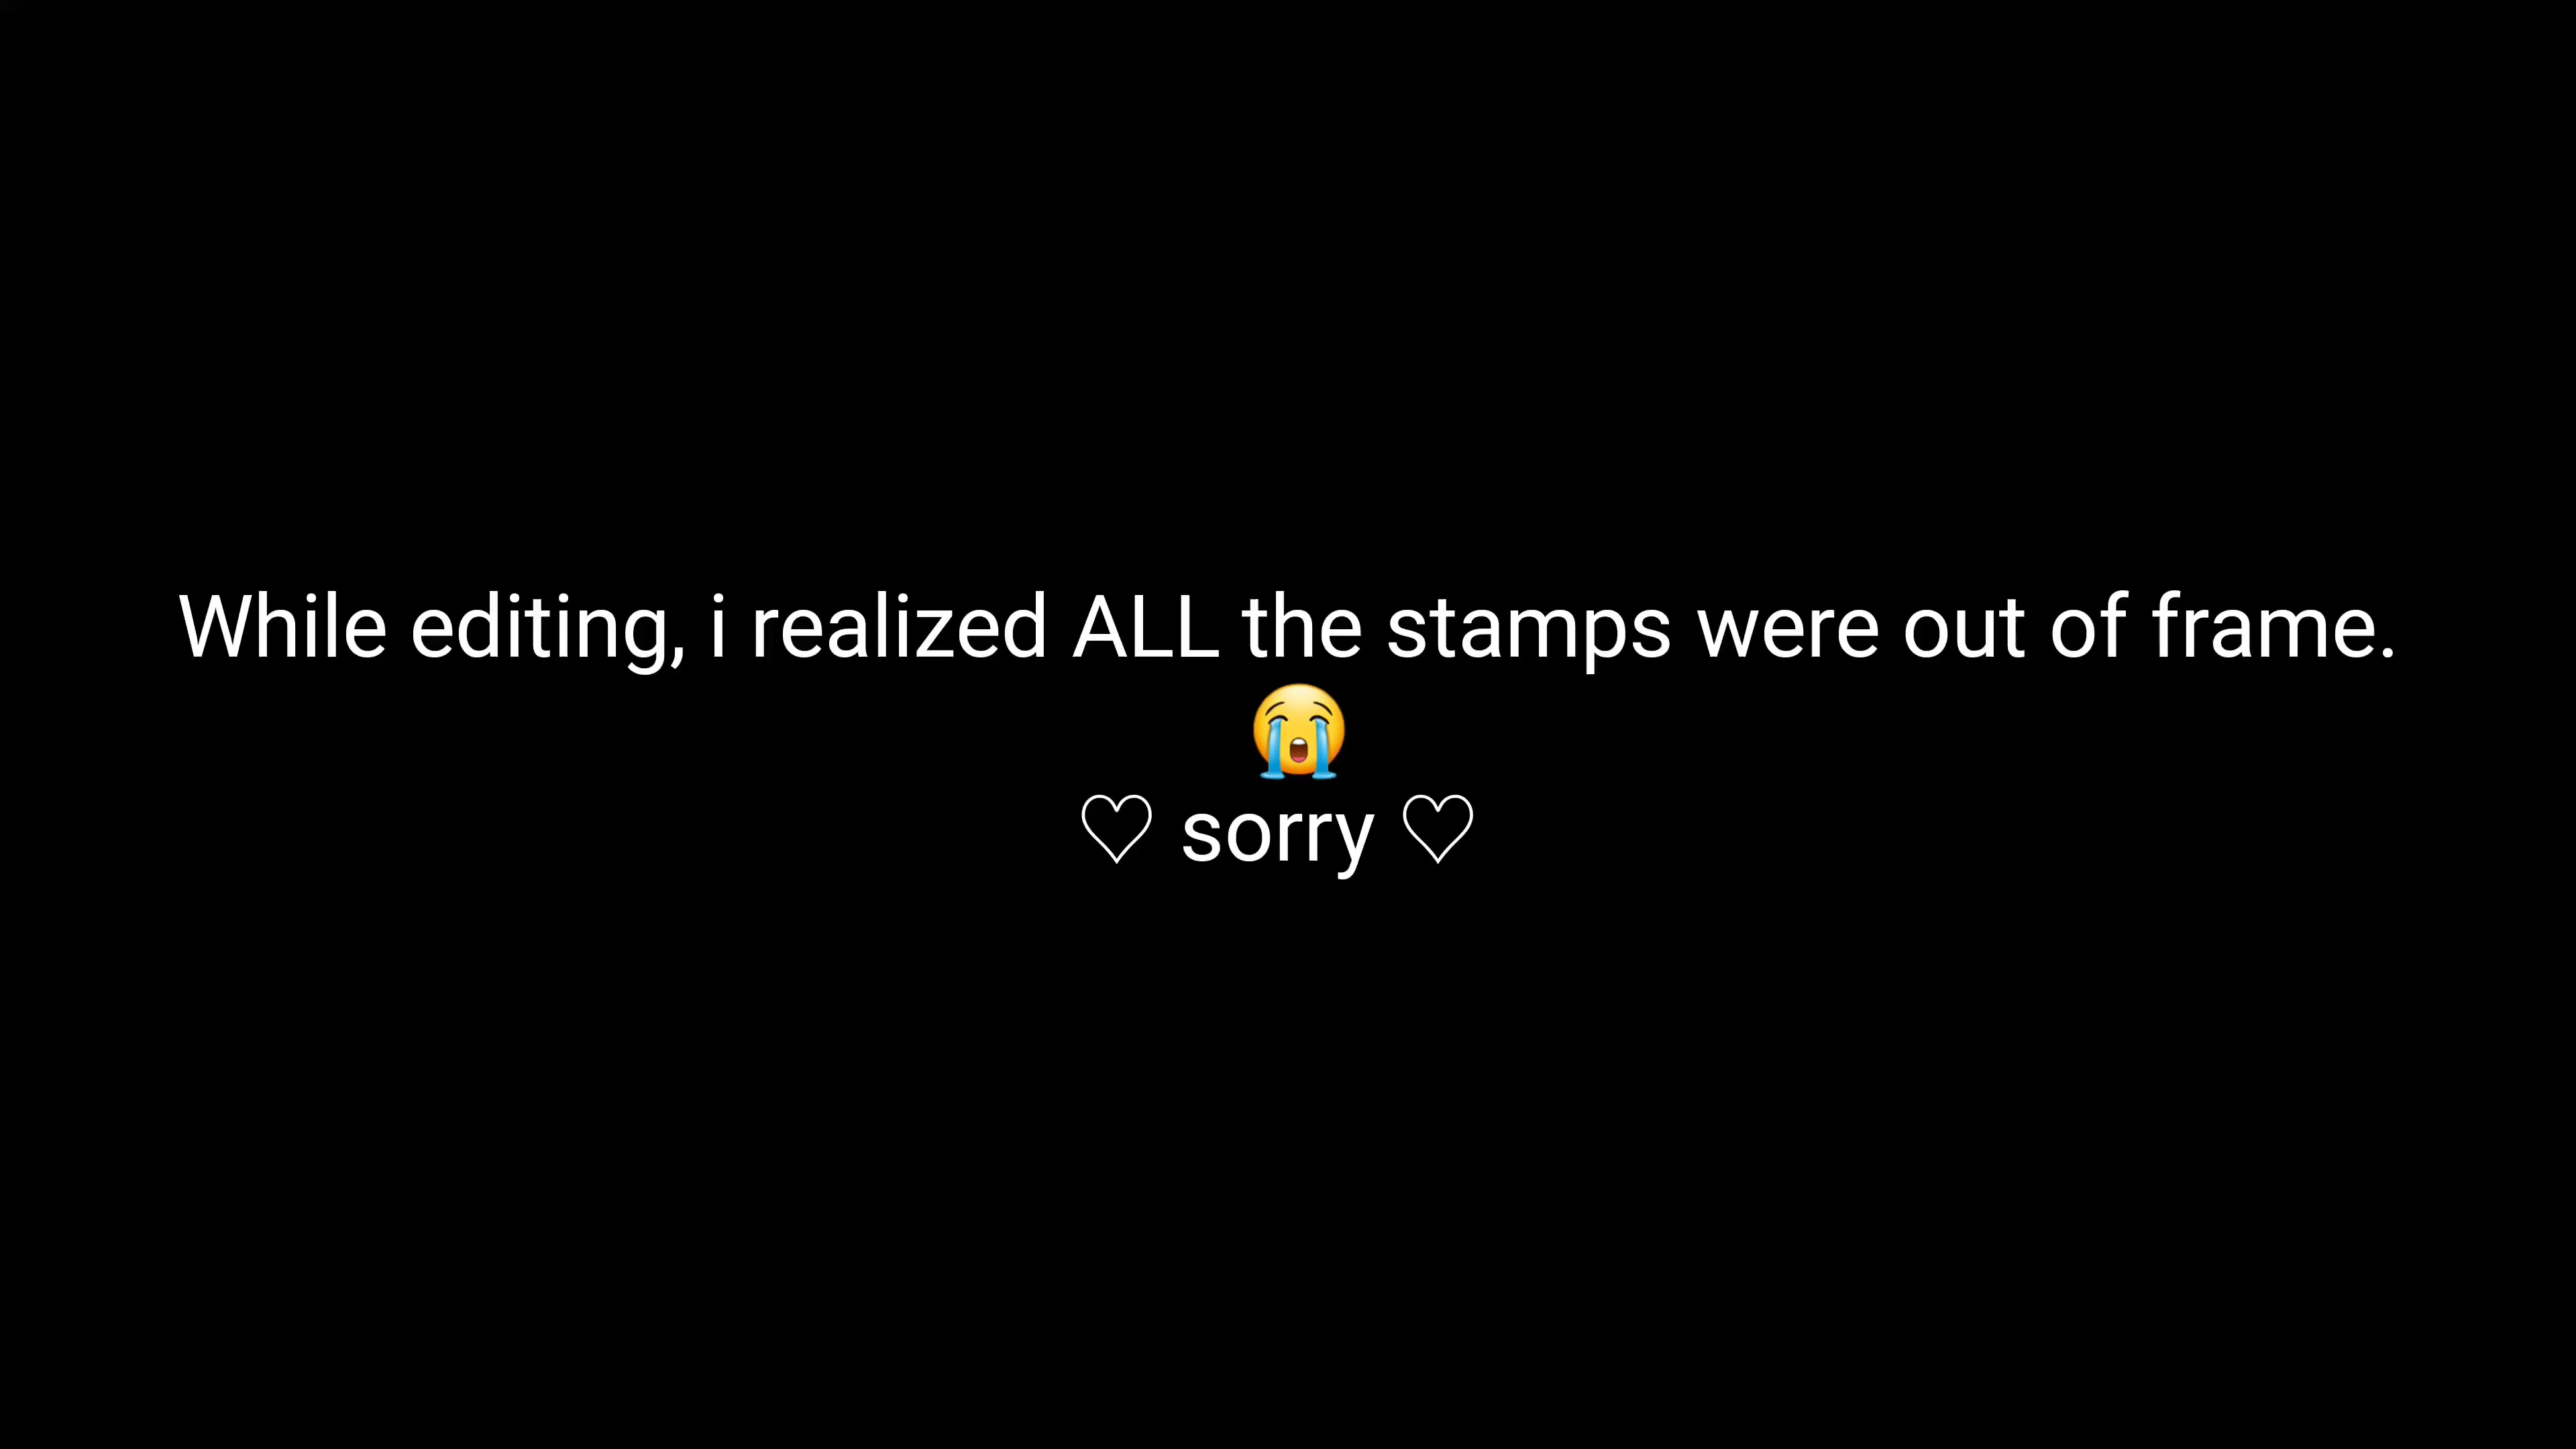 While editing, i realized ALL the stamps were out of frame.
😭
♡ sorry ♡